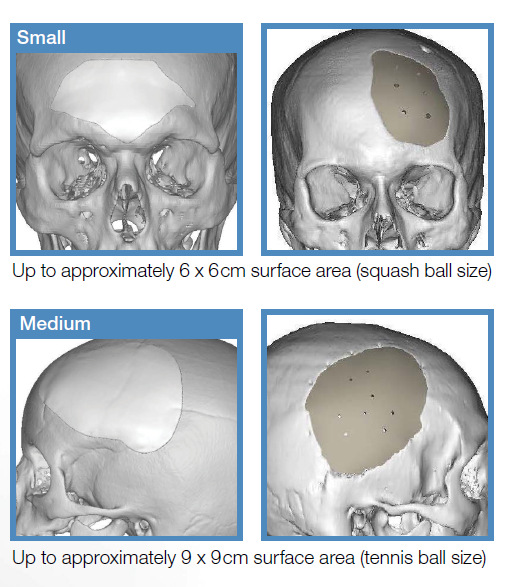 Small
Up to approximately 6 x 6cm surface area (squash ball size)
Medium
Up to approximately 9 x 9cm surface area (tennis ball size)